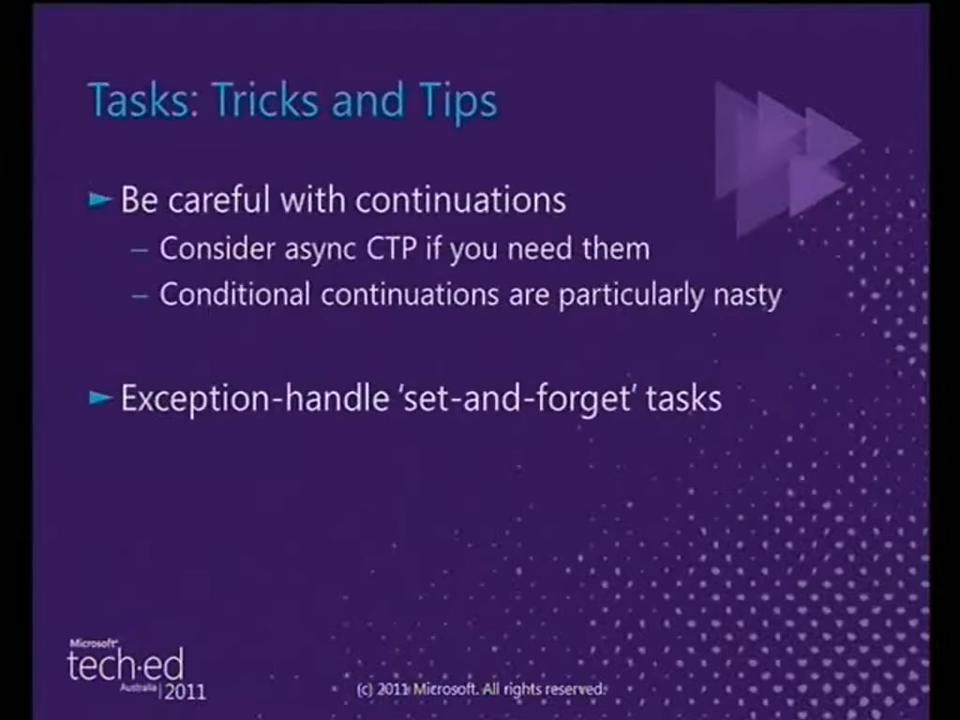 Tasks: Tricks and Tips
► Be careful with continuations
– Consider async CTP if you need them
– Conditional continuations are particularly nasty
► Exception-handle ‘set-and-forget’ tasks
Microsoft®
tech·ed
Australia | 2011
(c) 2011 Microsoft. All rights reserved.